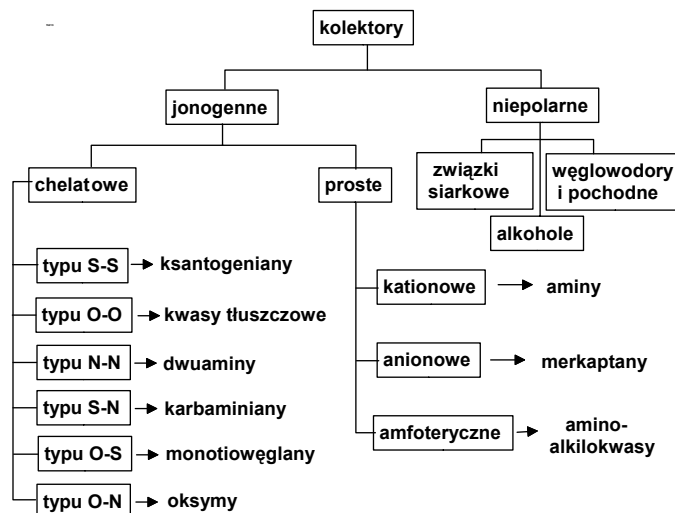 kolektory
jonogenne
niepolarne
chelatowe
proste
związki
siarkowe
węglowodory
i pochodne
alkohole
typu S-S
ksantogeniany
typu O-O
kwasy tłuszczowe
typu N-N
dwuaminy
typu S-N
karbaminiany
typu O-S
monotiowęglany
typu O-N
oksymy
kationowe
aminy
anionowe
merkaptany
amfoteryczne
amino-
alkilokwasy